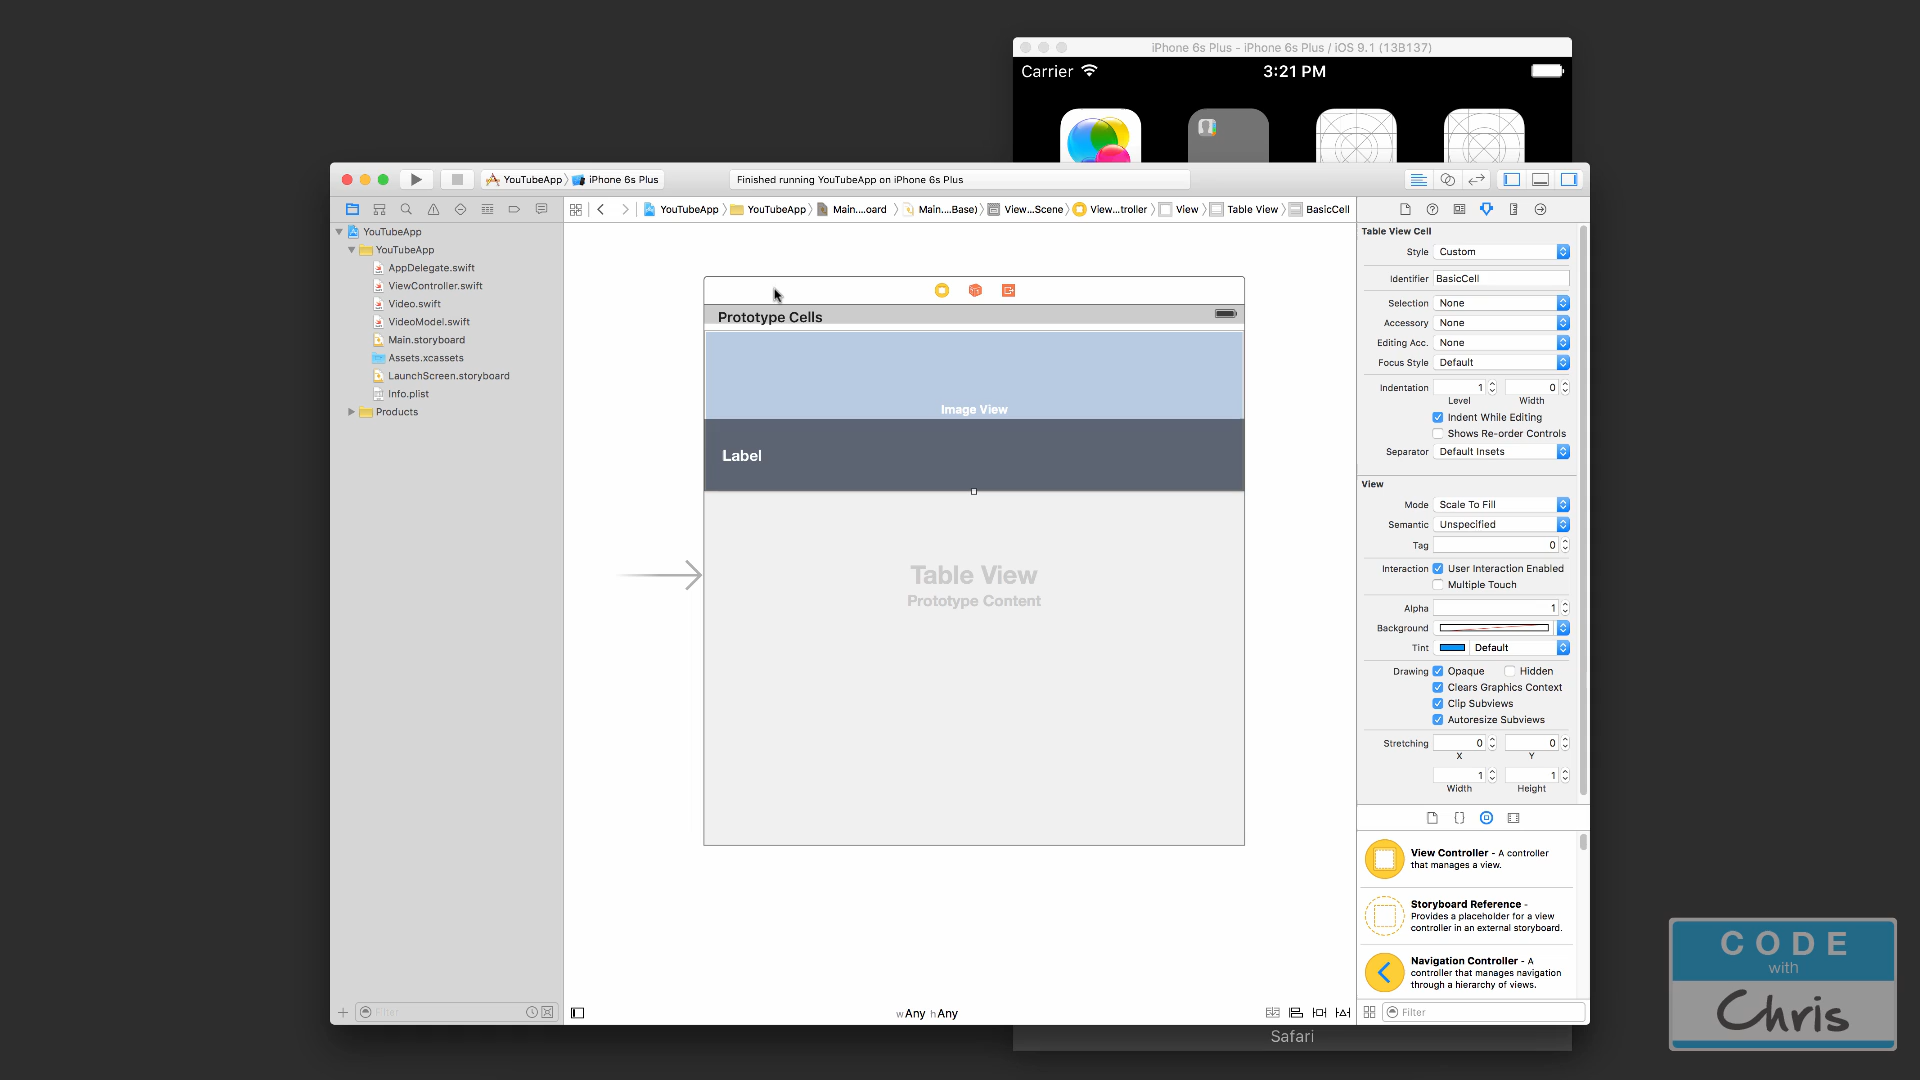 iPhone 6s Plus - iPhone 6s Plus / iOS 9.1 (13B137)
Carrier
3:21 PM
YouTubeApp
iPhone 6s Plus
Finished running YouTubeApp on iPhone 6s Plus
YouTubeApp
YouTubeApp
Main....oard
Main....Base)
View...Scene
View...troller
View
Table View
BasicCell
YouTubeApp
YouTubeApp
AppDelegate.swift
ViewController.swift
Video.swift
VideoModel.swift
Main.storyboard
Assets.xcassets
LaunchScreen.storyboard
Info.plist
Products
Filter
Prototype Cells
Image View
Label
Table View
Prototype Content
wAny hAny
Table View Cell
Style Custom
Identifier BasicCell
Selection None
Accessory None
Editing Acc. None
Focus Style Default
Indentation 1 0
Level Width
Indent While Editing
Shows Re-order Controls
Separator Default Insets
View
Mode Scale To Fill
Semantic Unspecified
Tag 0
Interaction User Interaction Enabled
Multiple Touch
Alpha 1
Background
Tint Default
Drawing Opaque Hidden
Clears Graphics Context
Clip Subviews
Autoresize Subviews
Stretching 0 0
X Y
1 1
Width Height
View Controller - A controller
that manages a view.
Storyboard Reference -
Provides a placeholder for a view
controller in an external storyboard.
Navigation Controller - A
controller that manages navigation
through a hierarchy of views.
Filter
Safari
CODE
with
Chris